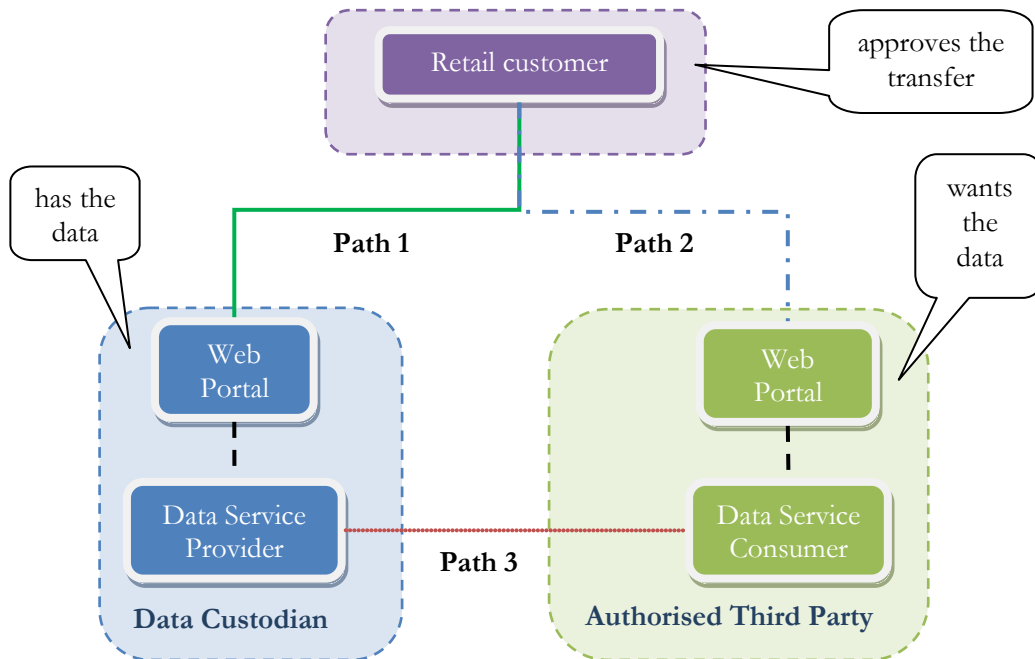 Retail customer
approves the
transfer
has the
data
wants
the
data
Path 1
Path 2
Web
Portal
Web
Portal
Data Service
Provider
Data Service
Consumer
Path 3
Data Custodian
Authorised Third Party